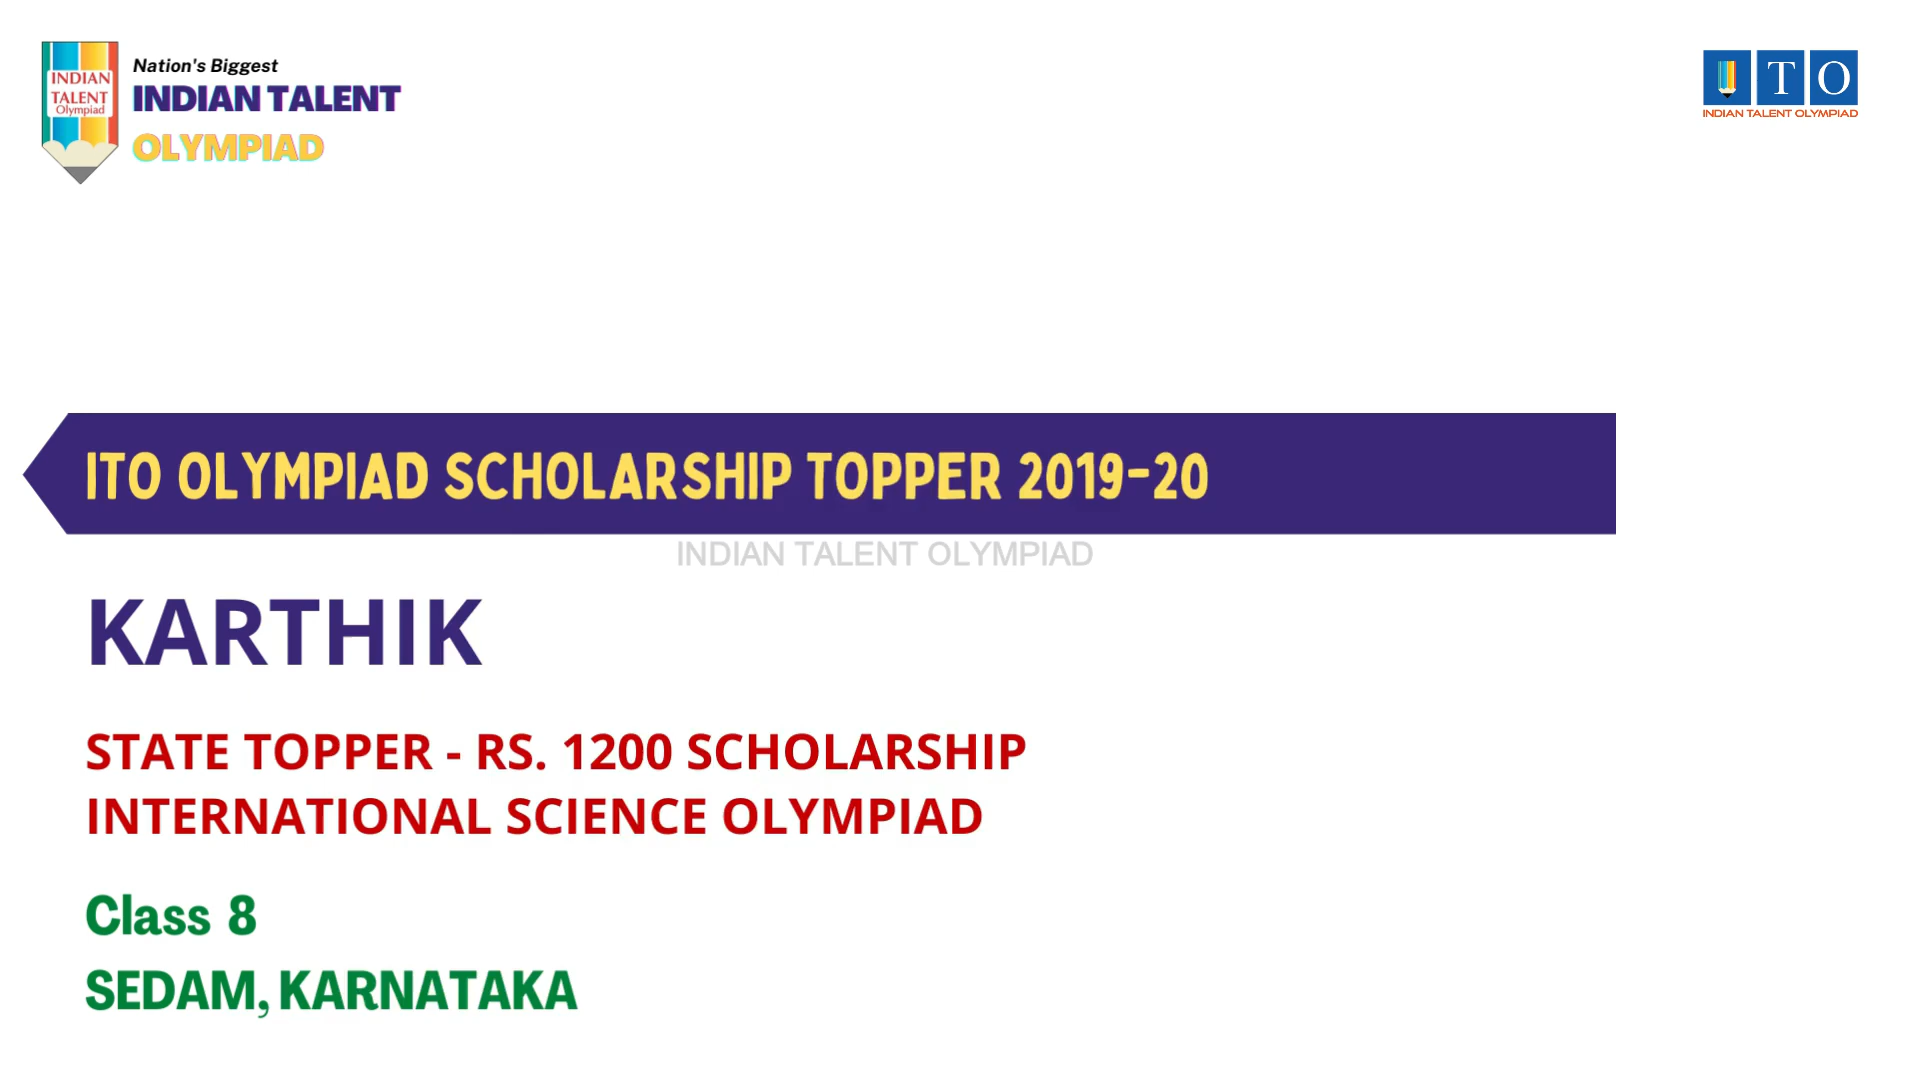 Nation's Biggest
INDIAN TALENT
OLYMPIAD
INDIAN
TALENT
Olympiad
TO
INDIAN TALENT OLYMPIAD
ITO OLYMPIAD SCHOLARSHIP TOPPER 2019-20
INDIAN TALENT OLYMPIAD
KARTHIK
STATE TOPPER - RS. 1200 SCHOLARSHIP
INTERNATIONAL SCIENCE OLYMPIAD
Class 8
SEDAM, KARNATAKA